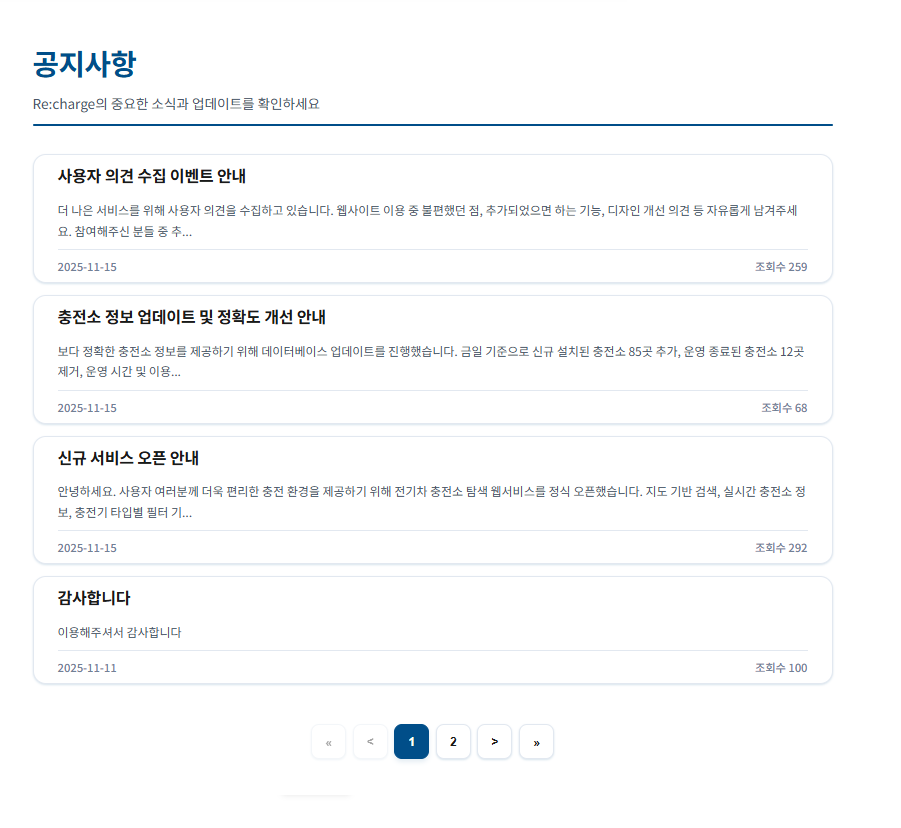 공지사항
Re:charge의 중요한 소식과 업데이트를 확인하세요
사용자 의견 수집 이벤트 안내
더 나은 서비스를 위해 사용자 의견을 수집하고 있습니다. 웹사이트 이용 중 불편했던 점, 추가되었으면 하는 기능, 디자인 개선 의견 등 자유롭게 남겨주세
요. 참여해주신 분들 중 추...
2025-11-15 조회수 259
충전소 정보 업데이트 및 정확도 개선 안내
보다 정확한 충전소 정보를 제공하기 위해 데이터베이스 업데이트를 진행했습니다. 금일 기준으로 신규 설치된 충전소 85곳 추가, 운영 종료된 충전소 12곳
제거, 운영 시간 및 이용...
2025-11-15 조회수 68
신규 서비스 오픈 안내
안녕하세요. 사용자 여러분께 더욱 편리한 충전 환경을 제공하기 위해 전기차 충전소 탐색 웹서비스를 정식 오픈했습니다. 지도 기반 검색, 실시간 충전소 정
보, 충전기 타입별 필터 기...
2025-11-15 조회수 292
감사합니다
이용해주셔서 감사합니다
2025-11-11 조회수 100
« < 1 2 > »